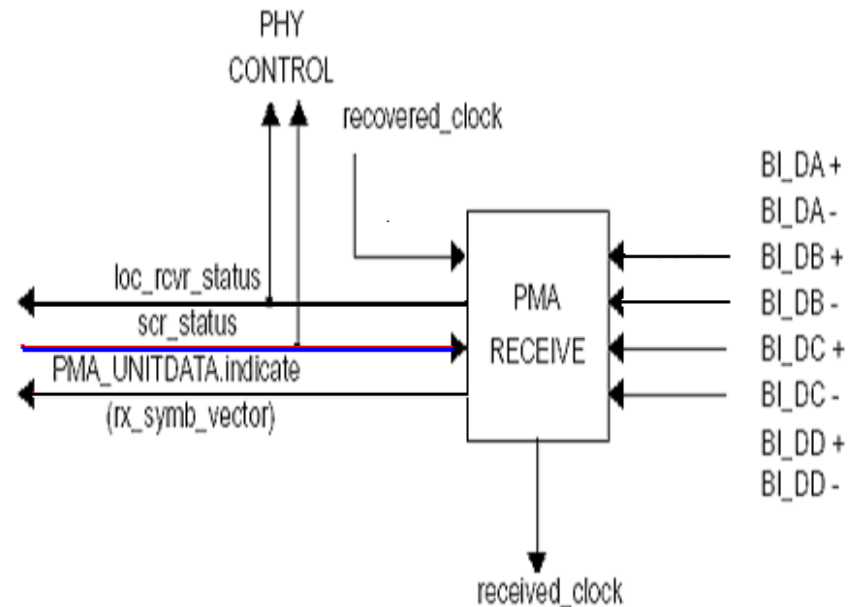 PHY
CONTROL
recovered_clock
BI_DA +
BI_DA -
BI_DB +
BI_DB -
BI_DC +
BI_DC -
BI_DD +
BI_DD -
loc_rcvr_status
scr_status
PMA_UNITDATA.indicate
(rx_symb_vector)
PMA
RECEIVE
received_clock